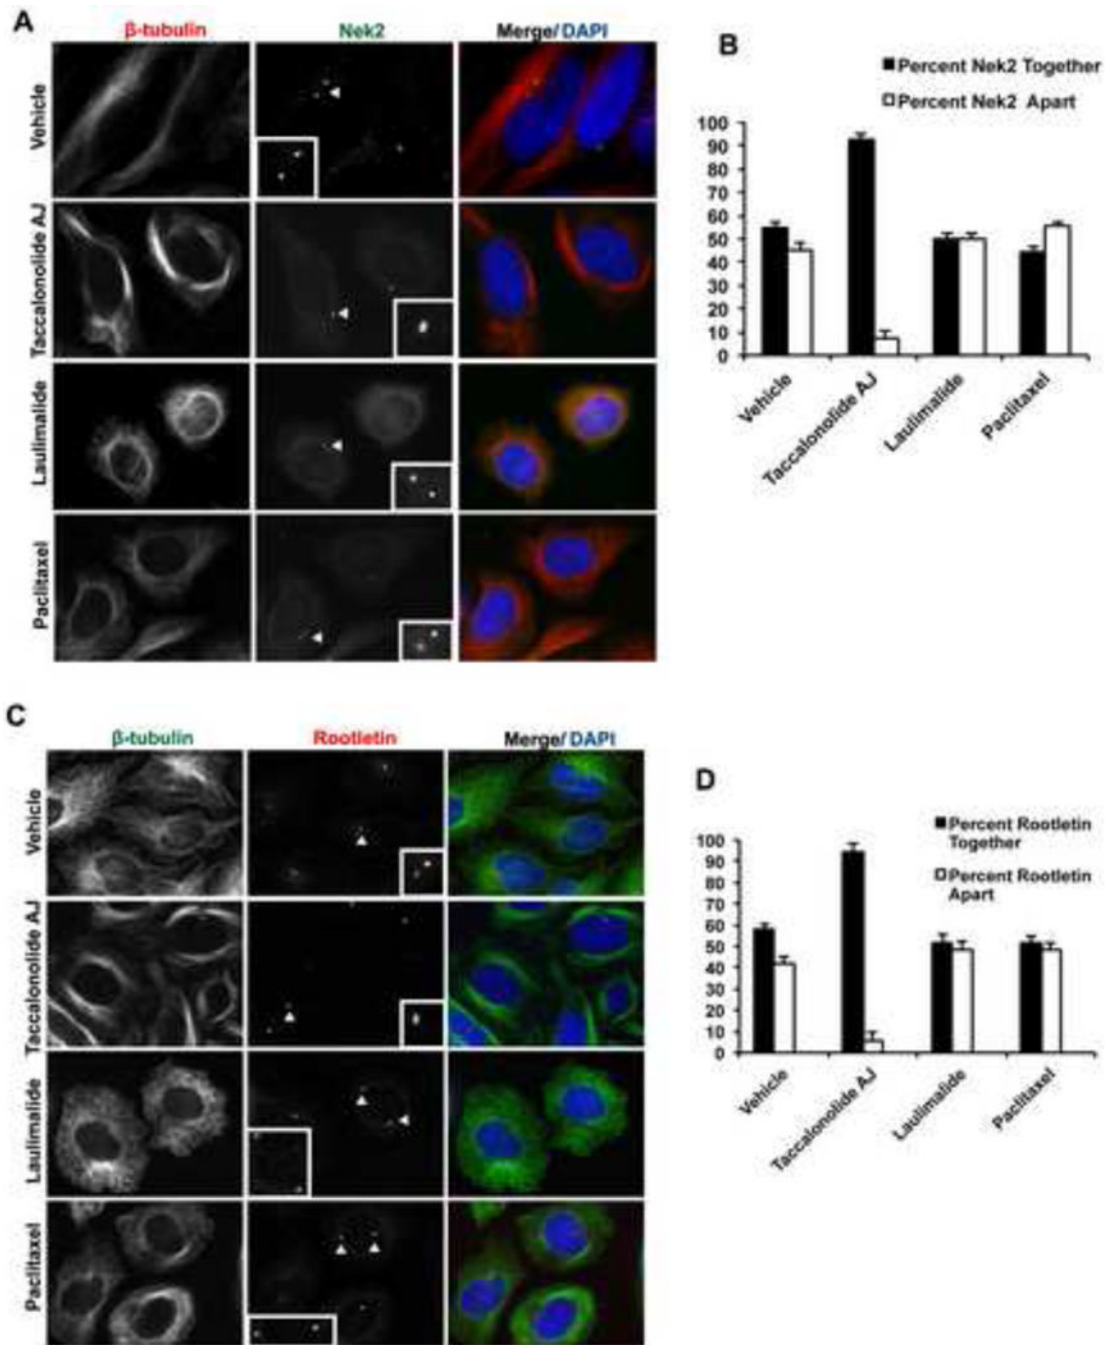 A
β-tubulin Nek2 Merge/ DAPI
Vehicle
Taccalonolide AJ
Laulimalide
Paclitaxel
B
Percent Nek2 Together
Percent Nek2 Apart
100
90
80
70
60
50
40
30
20
10
0
Vehicle
Taccalonolide AJ
Laulimalide
Paclitaxel
C
β-tubulin Rootletin Merge/ DAPI
Vehicle
Taccalonolide AJ
Laulimalide
Paclitaxel
D
Percent Rootletin
Together
Percent Rootletin
Apart
100
90
80
70
60
50
40
30
20
10
0
Vehicle
Taccalonolide AJ
Laulimalide
Paclitaxel